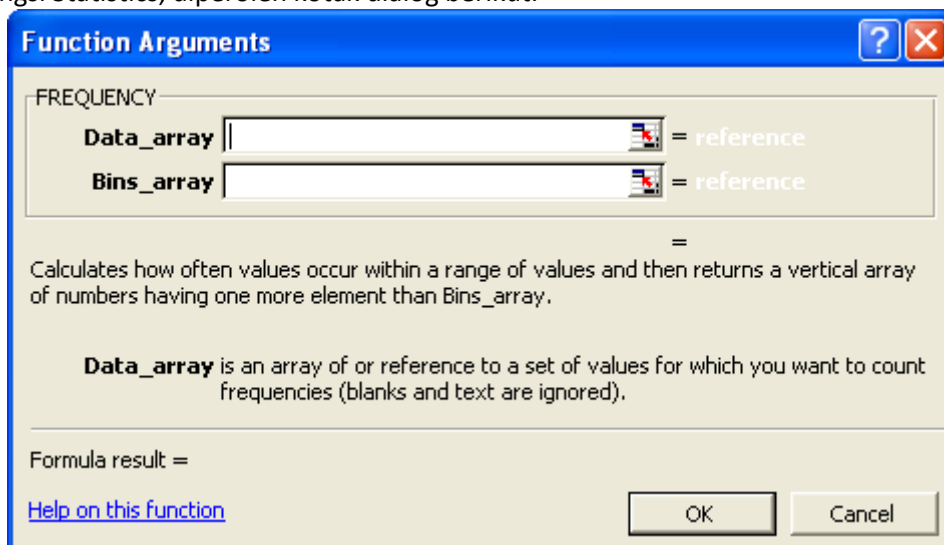 Function Arguments
FREQUENCY
Data_array = reference
Bins_array = reference
=
Calculates how often values occur within a range of values and then returns a vertical array
of numbers having one more element than Bins_array.
Data_array is an array of or reference to a set of values for which you want to count
frequencies (blanks and text are ignored).
Formula result =
Help on this function
OK Cancel